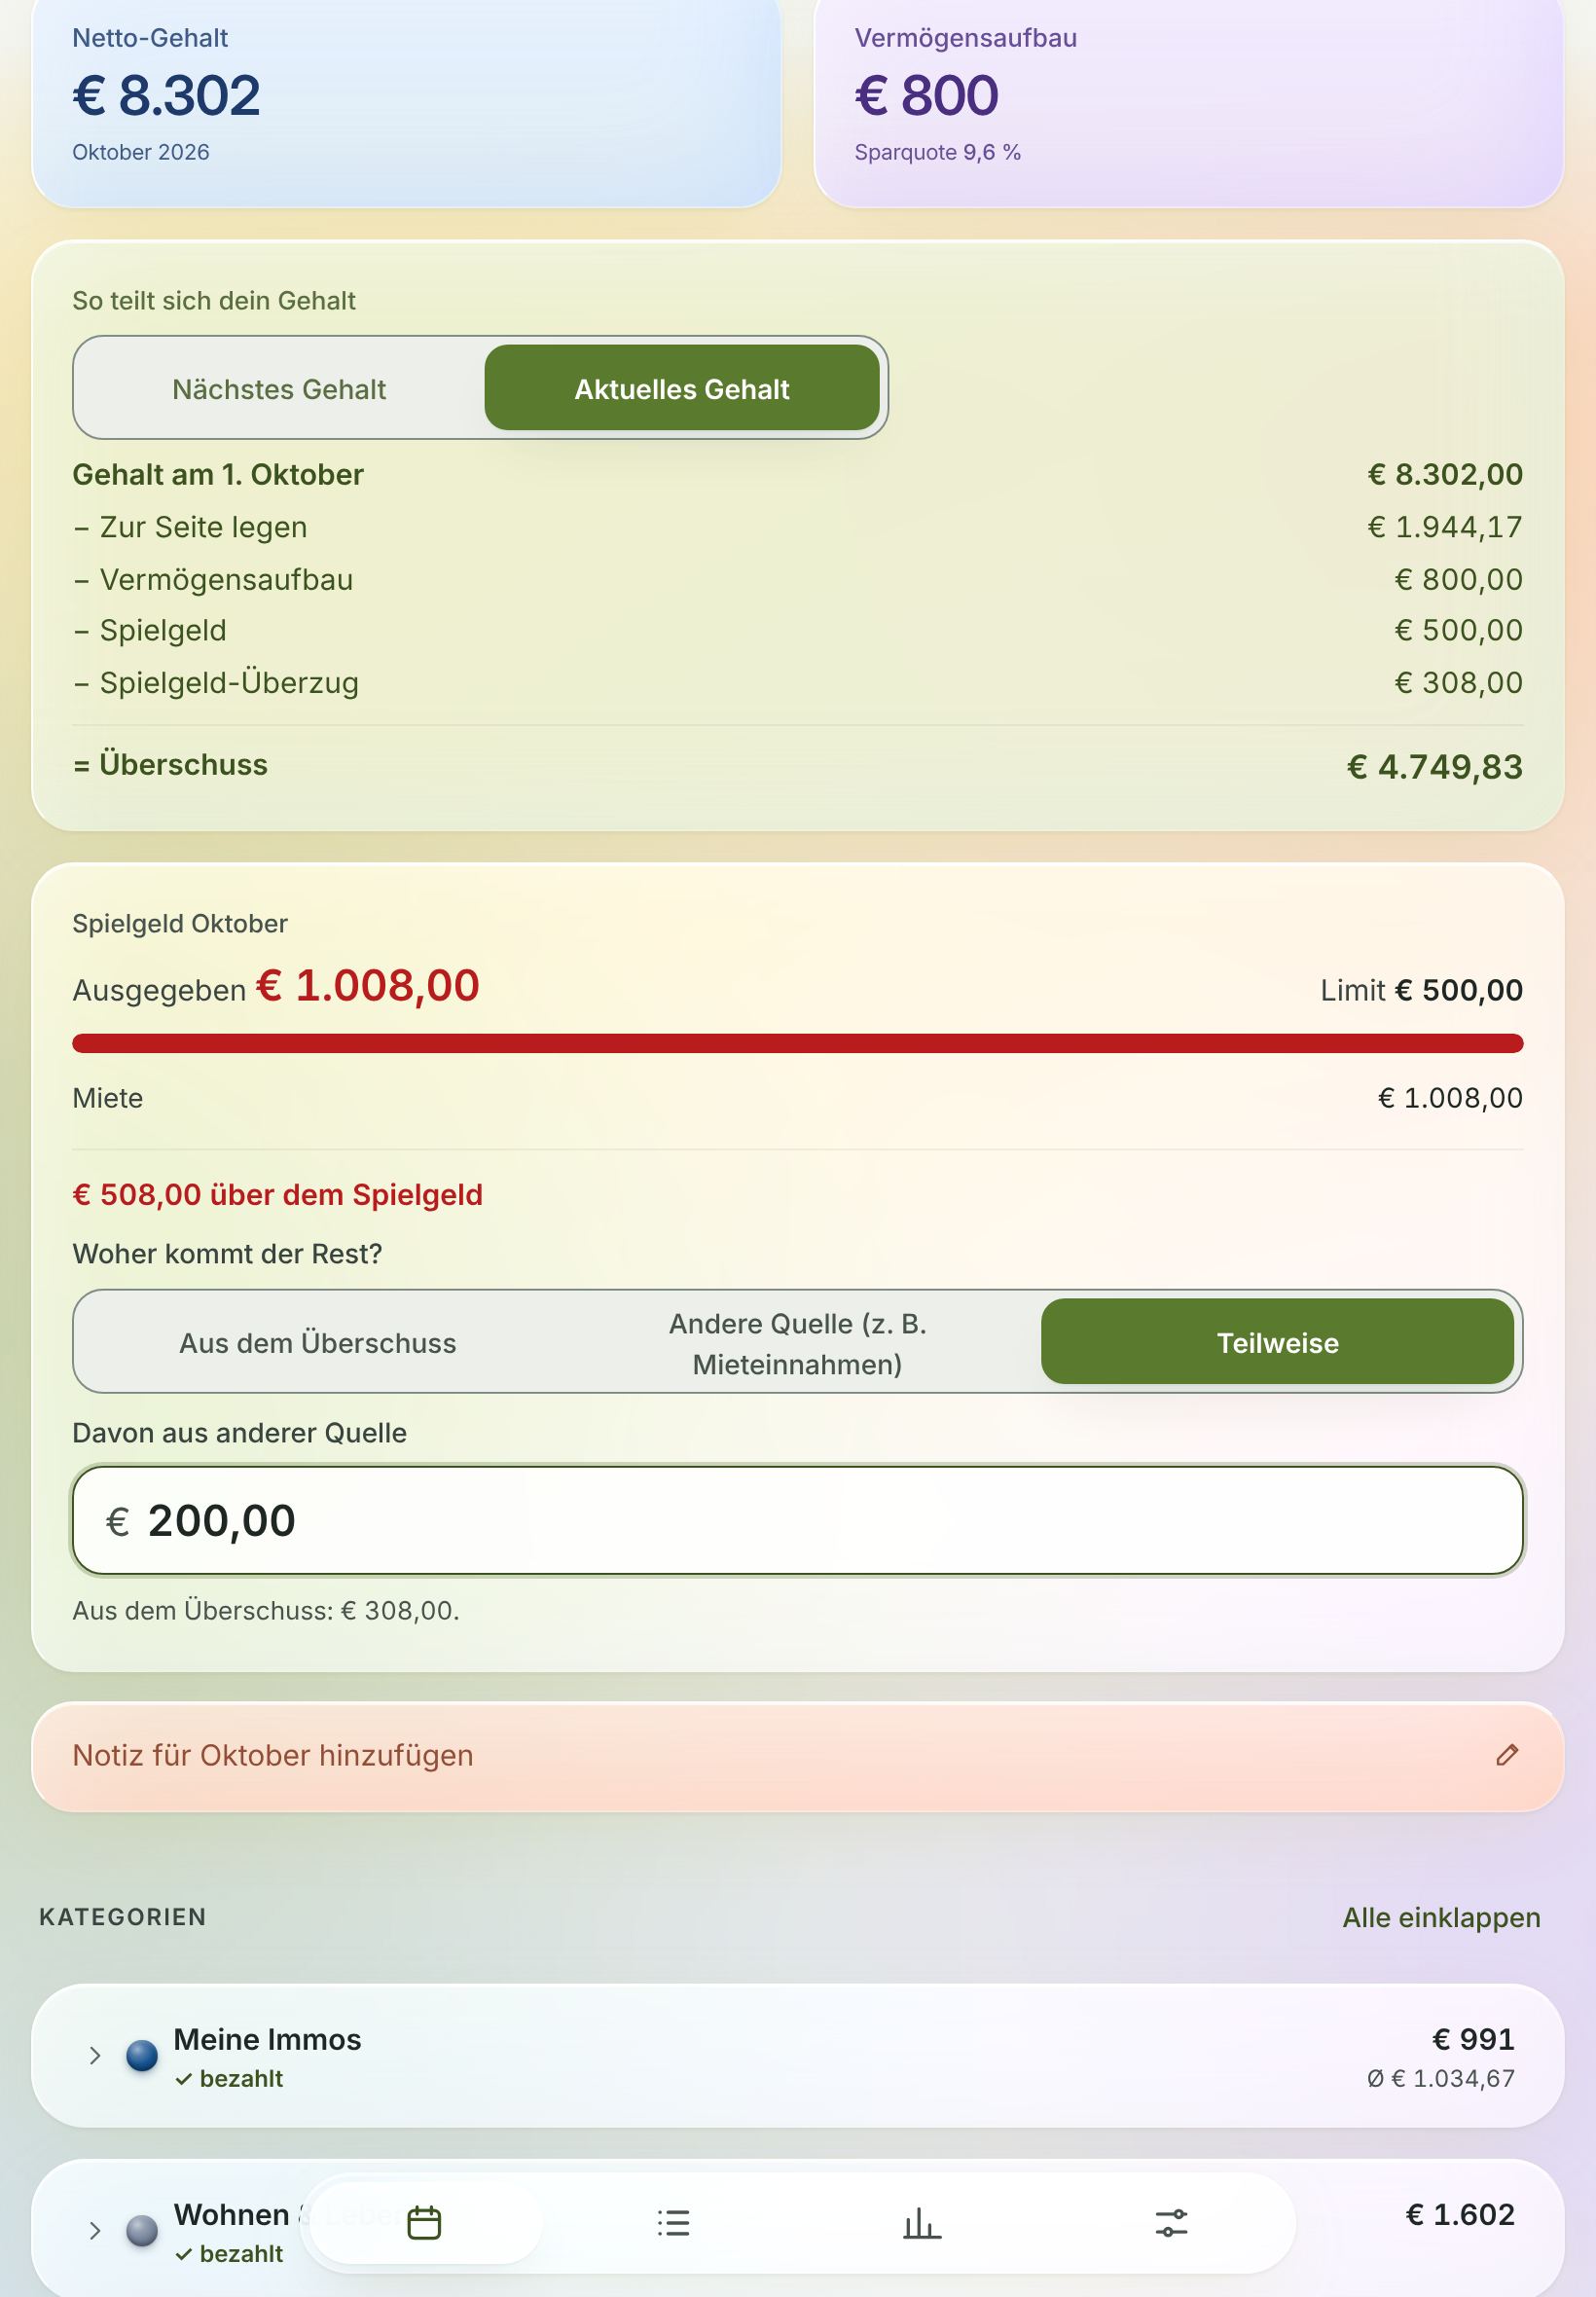 Netto-Gehalt
€ 8.302
Oktober 2026
Vermögensaufbau
€ 800
Sparquote 9,6 %
So teilt sich dein Gehalt
Nächstes Gehalt
Aktuelles Gehalt
Gehalt am 1. Oktober € 8.302,00
− Zur Seite legen € 1.944,17
− Vermögensaufbau € 800,00
− Spielgeld € 500,00
− Spielgeld-Überzug € 308,00
= Überschuss € 4.749,83
Spielgeld Oktober
Ausgegeben € 1.008,00 Limit € 500,00
Miete € 1.008,00
€ 508,00 über dem Spielgeld
Woher kommt der Rest?
Aus dem Überschuss
Andere Quelle (z. B.
Mieteinnahmen)
Teilweise
Davon aus anderer Quelle
€ 200,00
Aus dem Überschuss: € 308,00.
Notiz für Oktober hinzufügen
KATEGORIEN Alle einklappen
Meine Immos € 991
✓ bezahlt Ø € 1.034,67
Wohnen € 1.602
✓ bezahlt